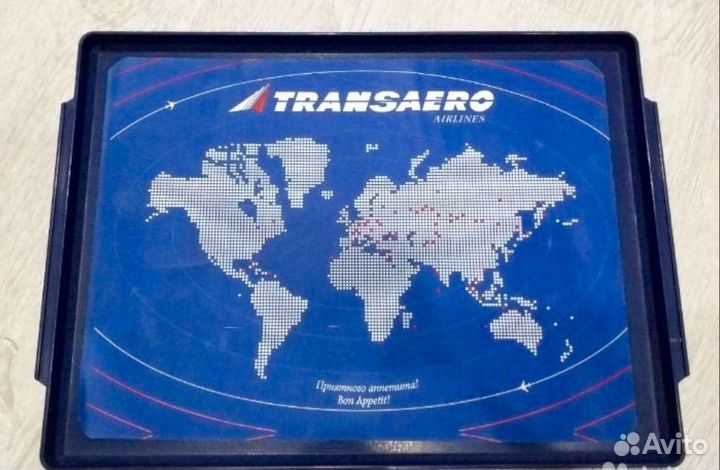 TRANSAERO
AIRLINES
Приятного аппетита!
Bon Appetit!
Avito